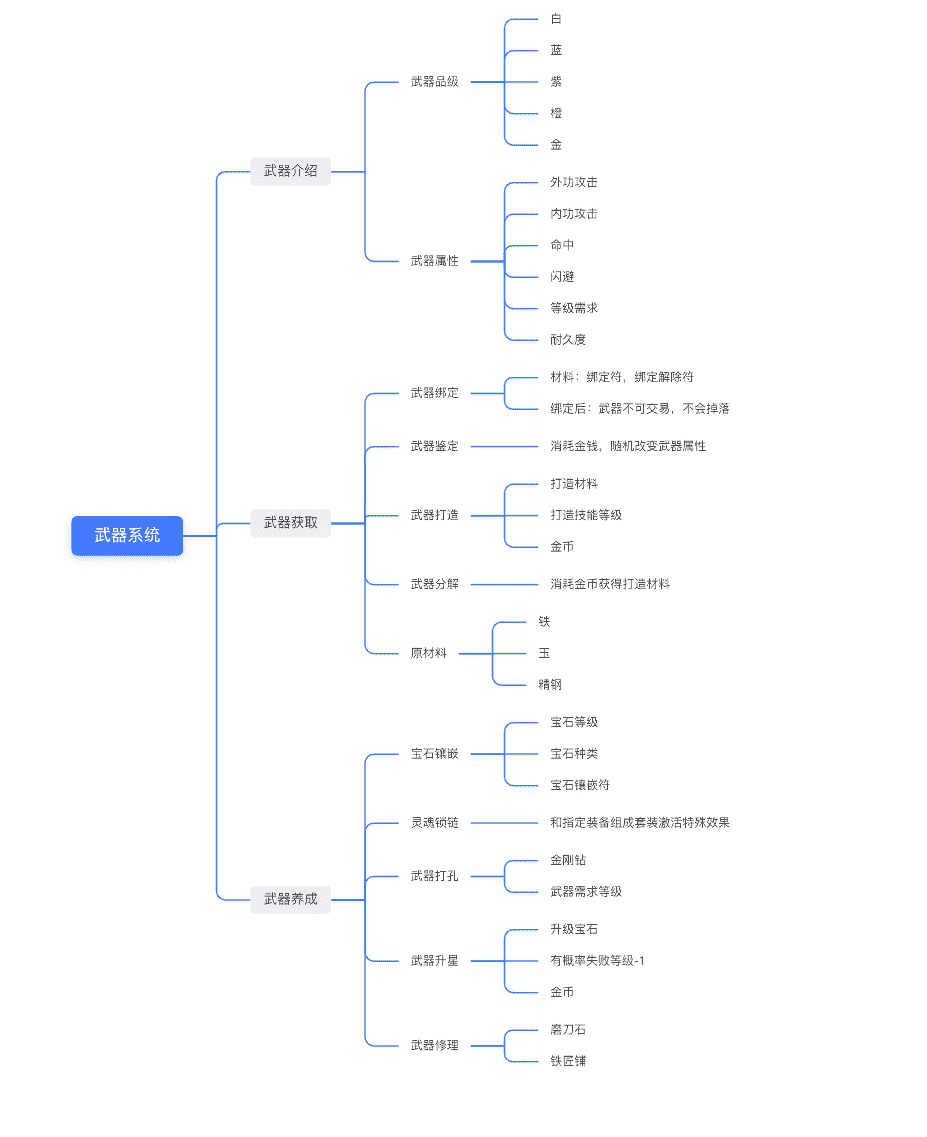 武器系统
武器介绍
武器品级
白
蓝
紫
橙
金
武器属性
外功攻击
内功攻击
命中
闪避
等级需求
耐久度
武器获取
武器绑定
材料：绑定符，绑定解除符
绑定后：武器不可交易，不会掉落
武器鉴定
消耗金钱，随机改变武器属性
武器打造
打造材料
打造技能等级
金币
武器分解
消耗金币获得打造材料
原材料
铁
玉
精钢
武器养成
宝石镶嵌
宝石等级
宝石种类
宝石镶嵌符
灵魂锁链
和指定装备组成套装激活特殊效果
武器打孔
金刚钻
武器需求等级
武器升星
升级宝石
有概率失败等级-1
金币
武器修理
磨刀石
铁匠铺